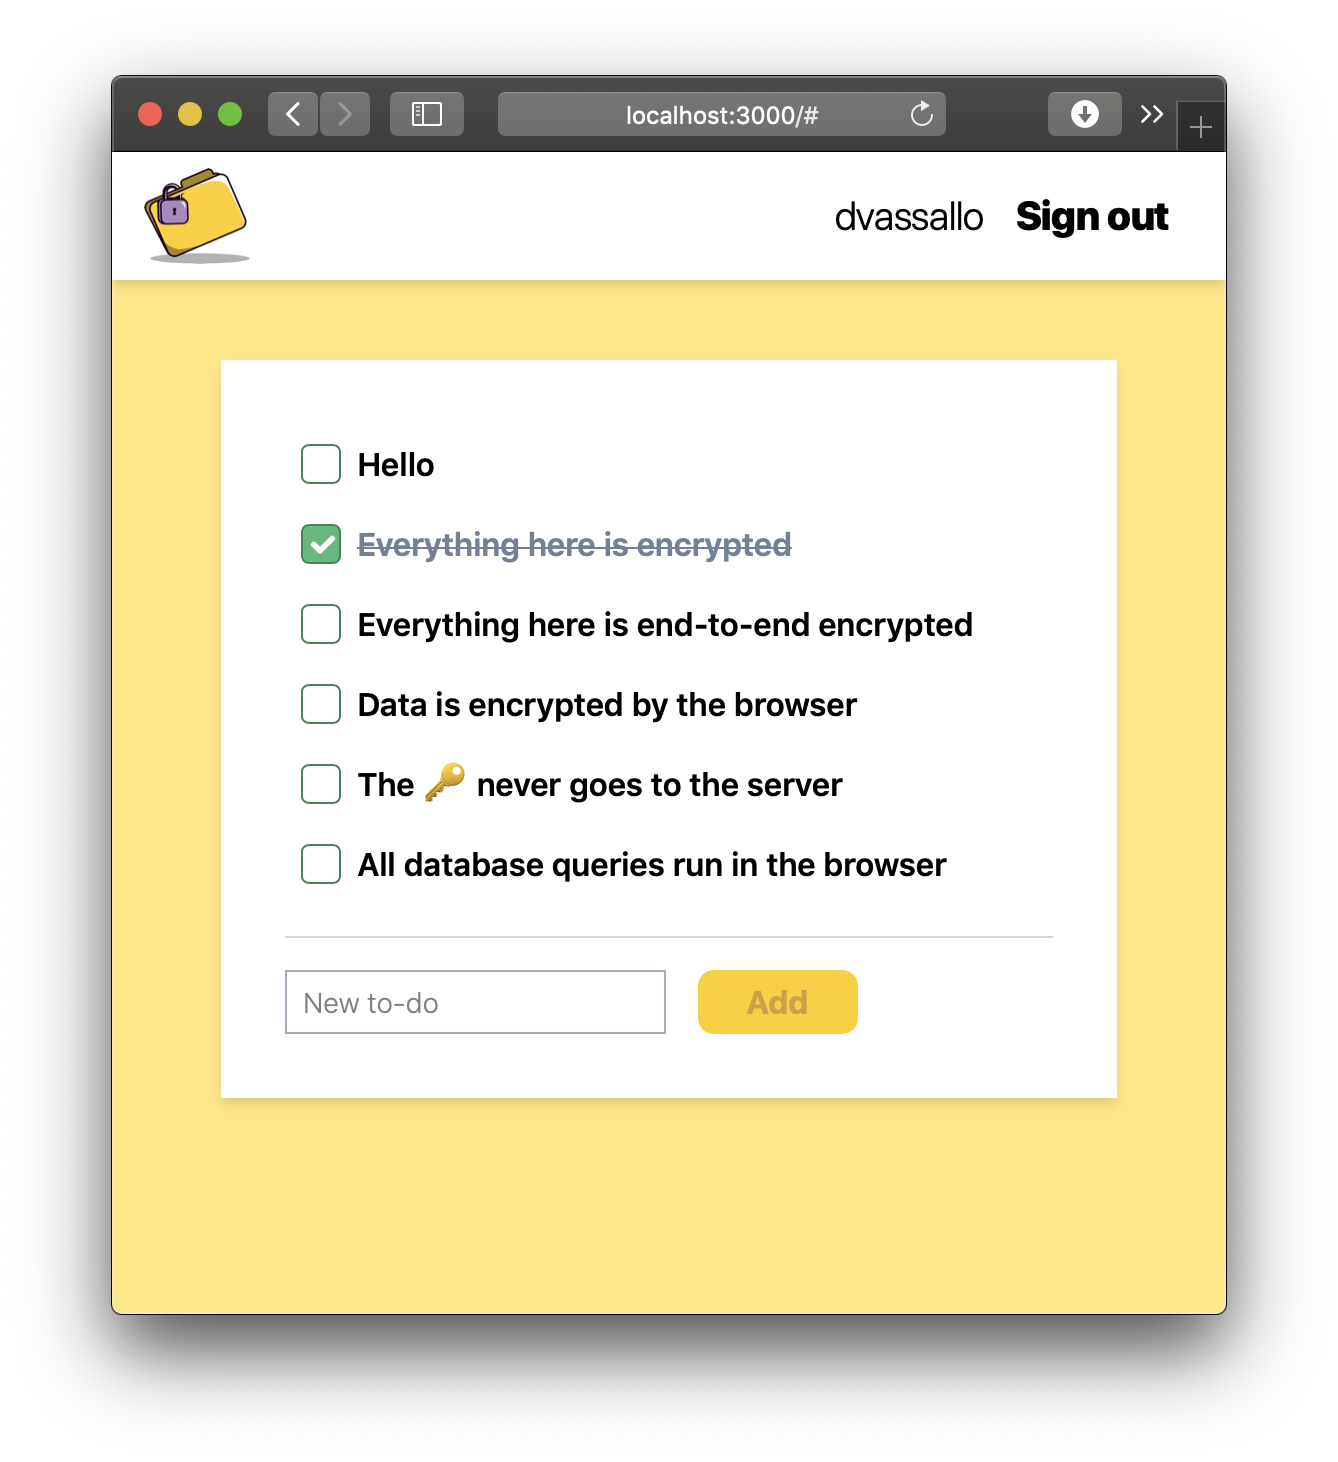 localhost:3000/#
dvassallo Sign out
Hello
Everything here is encrypted
Everything here is end-to-end encrypted
Data is encrypted by the browser
The 🔑 never goes to the server
All database queries run in the browser
New to-do Add